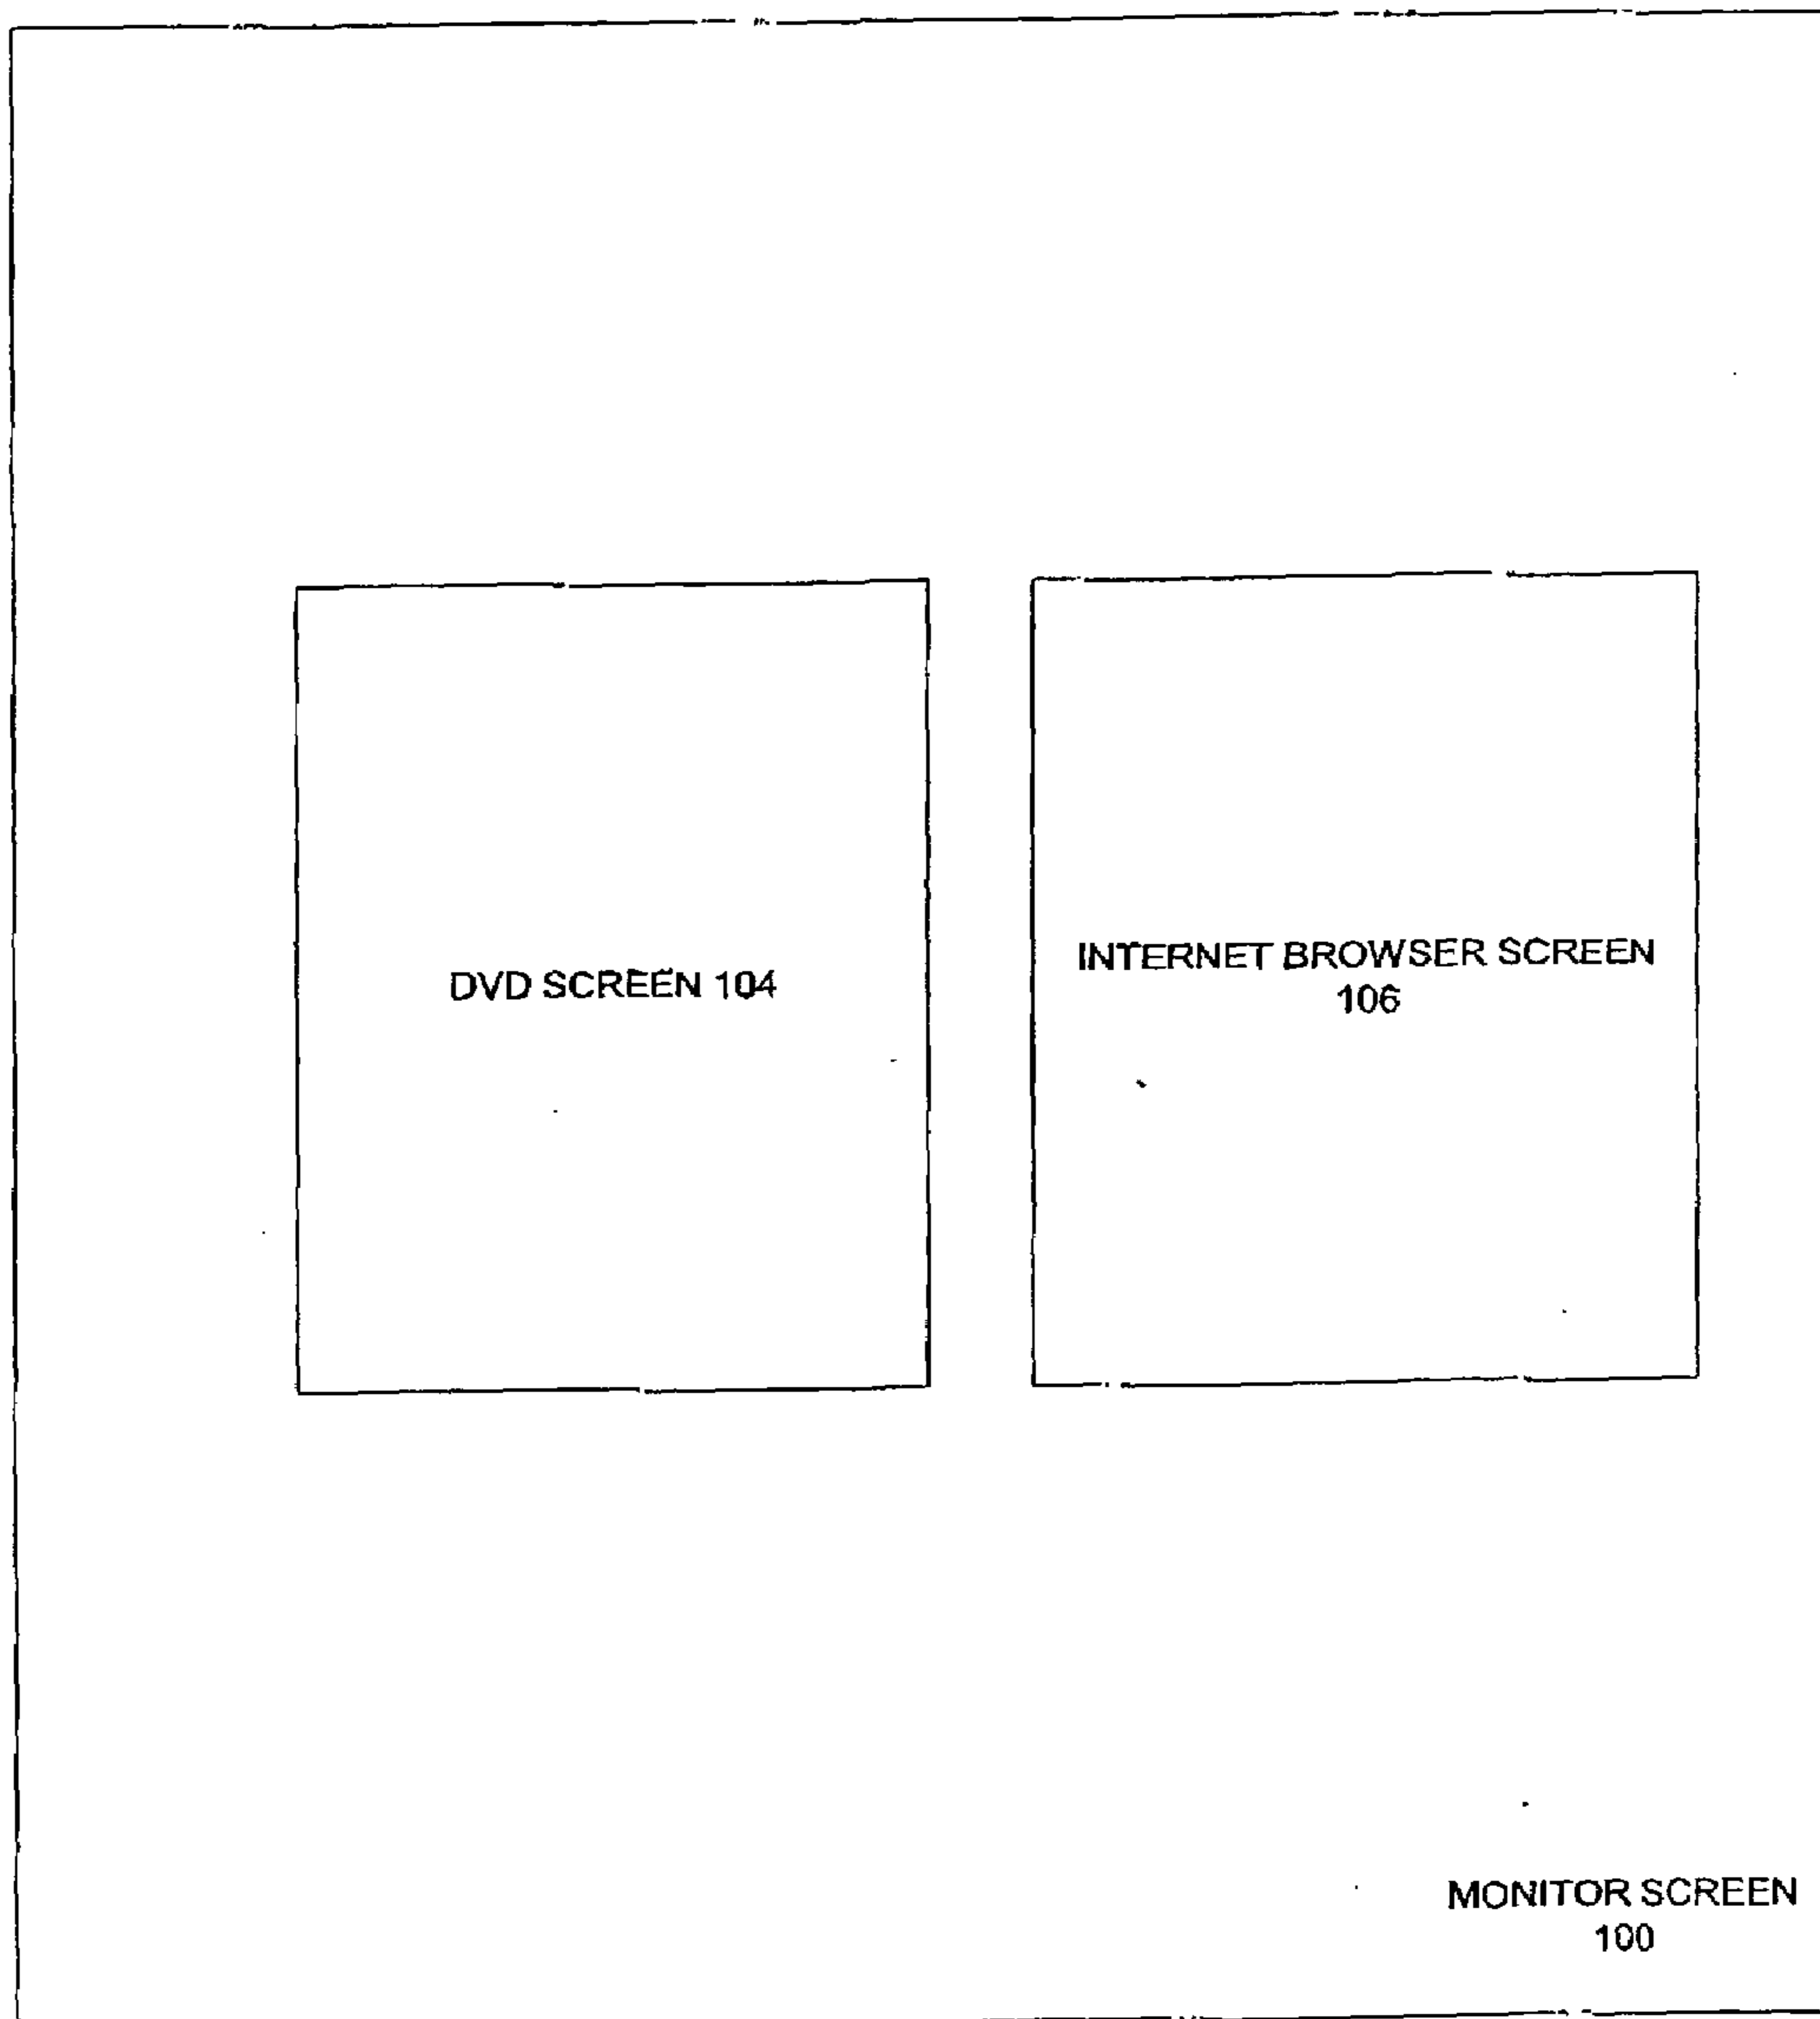 DVD SCREEN 104
INTERNET BROWSER SCREEN
106
MONITOR SCREEN
100